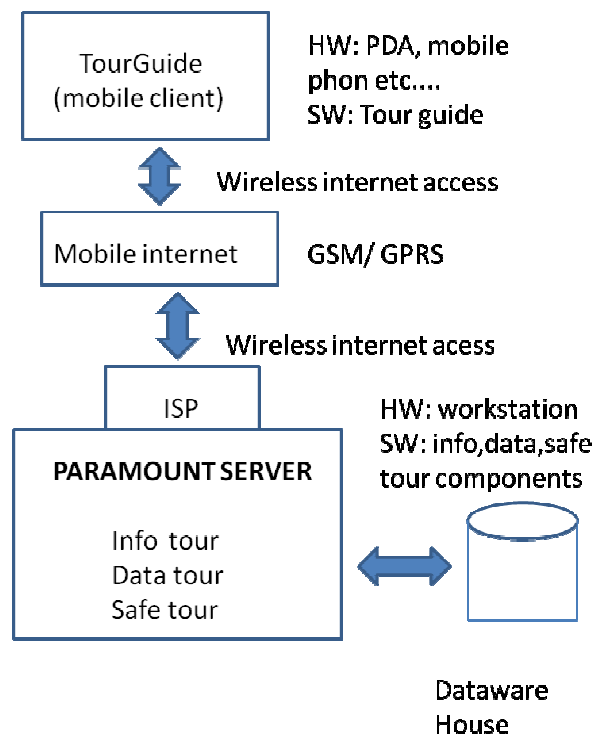 TourGuide
(mobile client)
HW: PDA, mobile
phon etc....
SW: Tour guide
Wireless internet access
Mobile internet
GSM/ GPRS
Wireless internet acess
ISP
HW: workstation
SW: info,data,safe
tour components
PARAMOUNT SERVER
Info tour
Data tour
Safe tour
Dataware
House